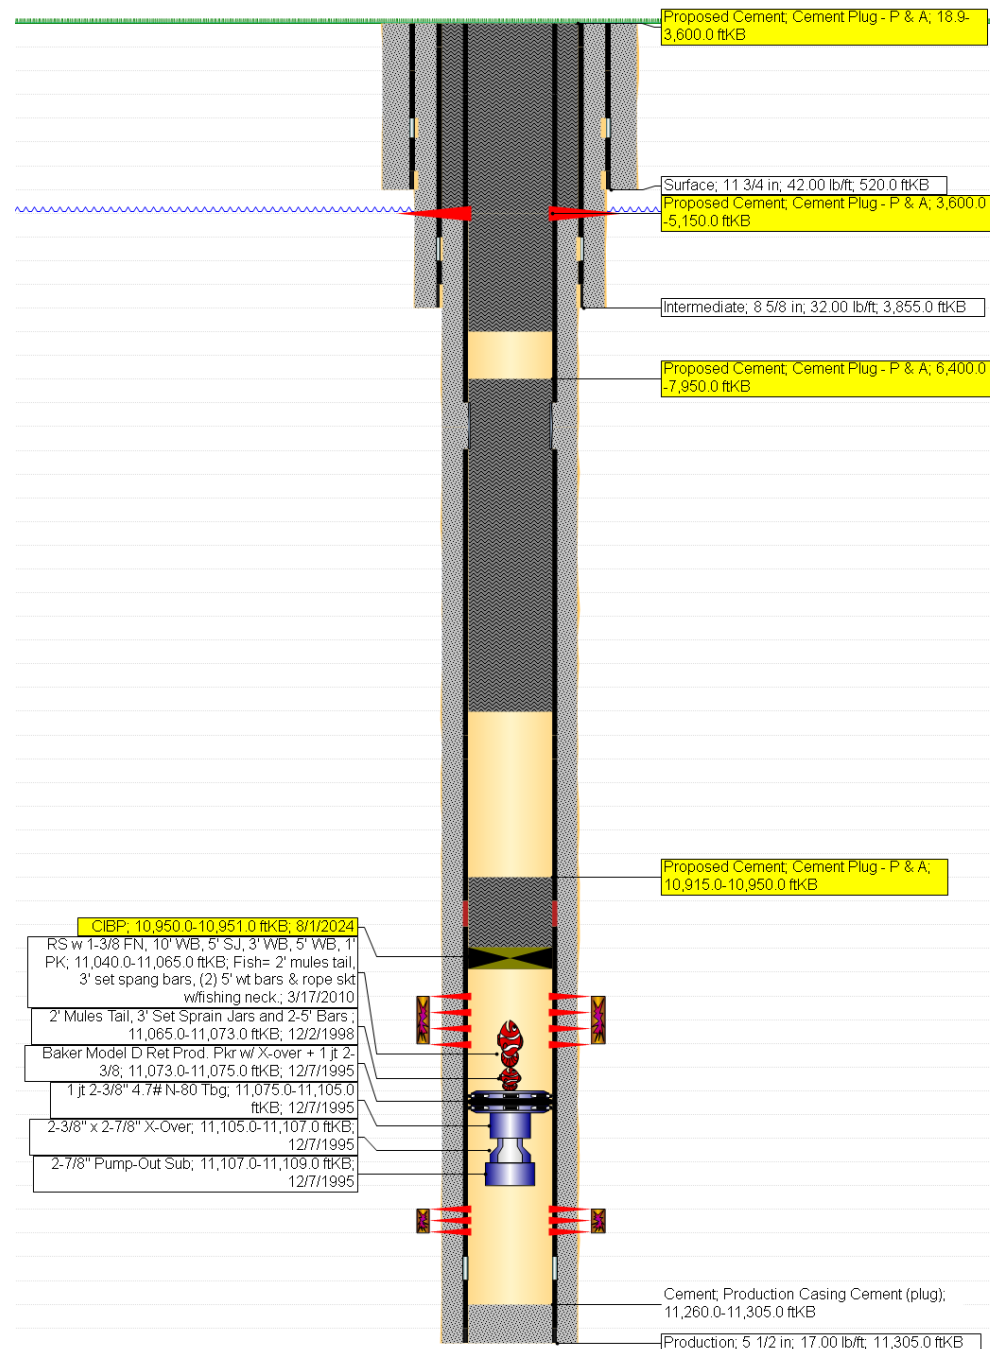 Proposed Cement; Cement Plug - P & A; 18.9-
3,600.0 ftKB
Surface; 11 3/4 in; 42.00 lb/ft; 520.0 ftKB
Proposed Cement; Cement Plug - P & A; 3,600.0
-5,150.0 ftKB
Intermediate; 8 5/8 in; 32.00 lb/ft; 3,855.0 ftKB
Proposed Cement; Cement Plug - P & A; 6,400.0
-7,950.0 ftKB
Proposed Cement; Cement Plug - P & A;
10,915.0-10,950.0 ftKB
CIBP; 10,950.0-10,951.0 ftKB; 8/1/2024
RS w 1-3/8 FN, 10' WB, 5' SJ, 3' WB, 5' WB, 1'
PK; 11,040.0-11,065.0 ftKB; Fish= 2' mules tail,
3' set spang bars, (2) 5' wt bars & rope skt
w/fishing neck.; 3/17/2010
2' Mules Tail, 3' Set Sprain Jars and 2-5' Bars ;
11,065.0-11,073.0 ftKB; 12/2/1998
Baker Model D Ret Prod. Pkr w/ X-over + 1 jt 2-
3/8; 11,073.0-11,075.0 ftKB; 12/7/1995
1 jt 2-3/8" 4.7# N-80 Tbg; 11,075.0-11,105.0
ftKB; 12/7/1995
2-3/8" x 2-7/8" X-Over; 11,105.0-11,107.0 ftKB;
12/7/1995
2-7/8" Pump-Out Sub; 11,107.0-11,109.0 ftKB;
12/7/1995
Cement; Production Casing Cement (plug);
11,260.0-11,305.0 ftKB
Production; 5 1/2 in; 17.00 lb/ft; 11,305.0 ftKB